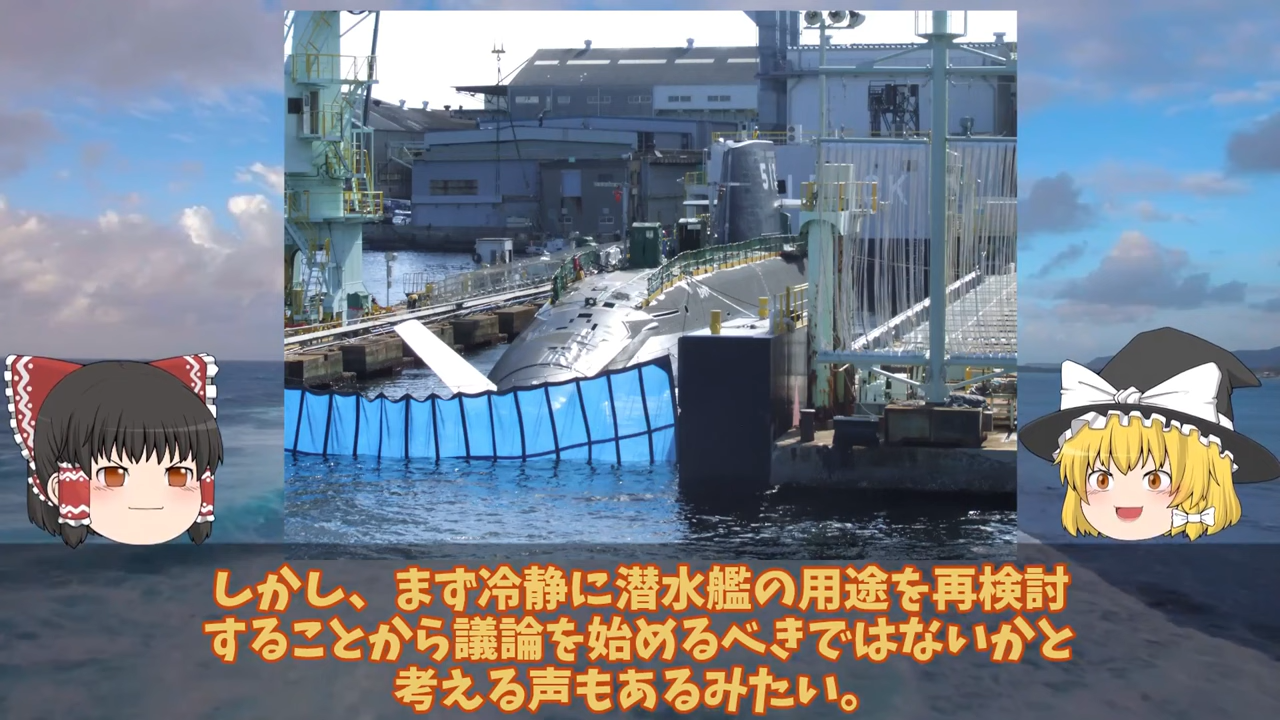 51
しかし、まず冷静に潜水艦の用途を再検討
することから議論を始めるべきではないかと
考える声もあるみたい。